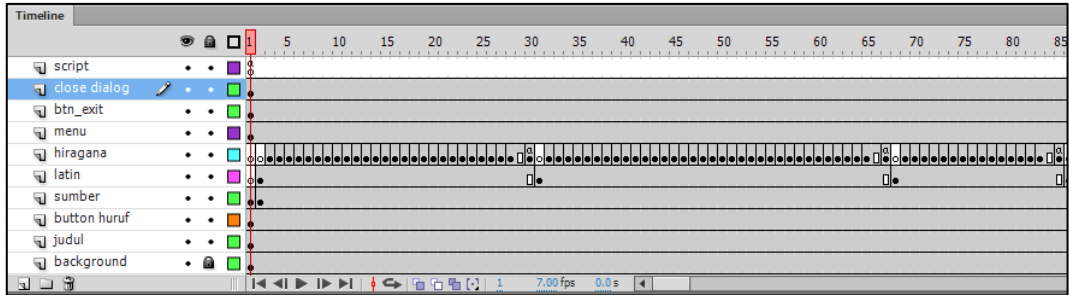 Timeline
1 5 10 15 20 25 30 35 40 45 50 55 60 65 70 75 80 85
script
close dialog
btn_exit
menu
hiragana
latin
sumber
button huruf
judul
background
1 7.00 fps 0.0 s